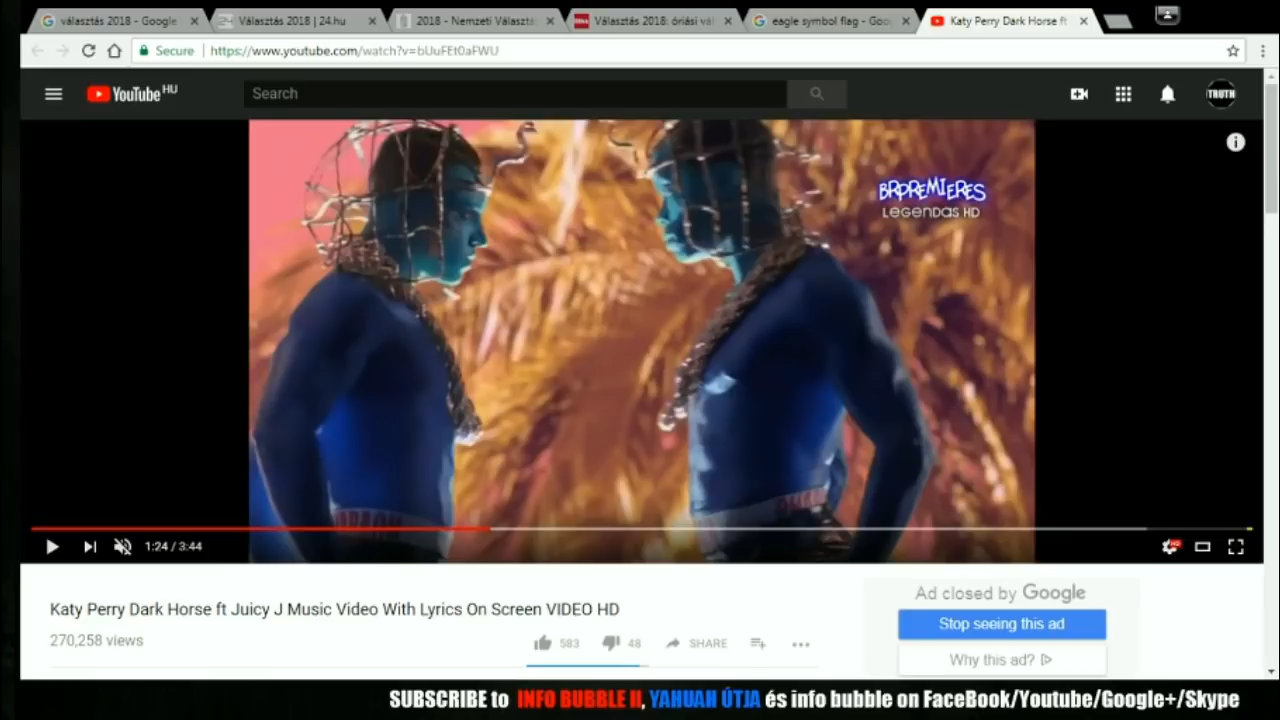 választás 2018 - Google
Választás 2018 | 24.hu
2018 - Nemzeti Választá
Választás 2018: óriási vál
eagle symbol flag - Goo
Katy Perry Dark Horse ft
Secure https://www.youtube.com/watch?v=bUuFEt0aFWU
YouTube HU
Search
TRUTH
BRPREMIERES
LEGENDAS HD
1:24 / 3:44
HD
Katy Perry Dark Horse ft Juicy J Music Video With Lyrics On Screen VIDEO HD
270,258 views
583 48 SHARE
Ad closed by Google
Stop seeing this ad
Why this ad?
SUBSCRIBE to INFO BUBBLE II, YAHUAH ÚTJA és info bubble on FaceBook/Youtube/Google+/Skype